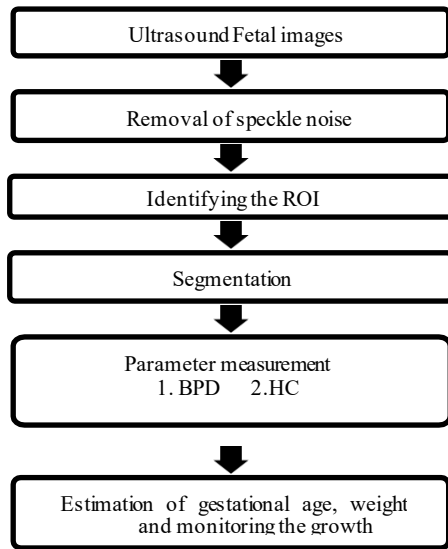 Ultrasound Fetal images
Removal of speckle noise
Identifying the ROI
Segmentation
Parameter measurement
1. BPD 2.HC
Estimation of gestational age, weight
and monitoring the growth